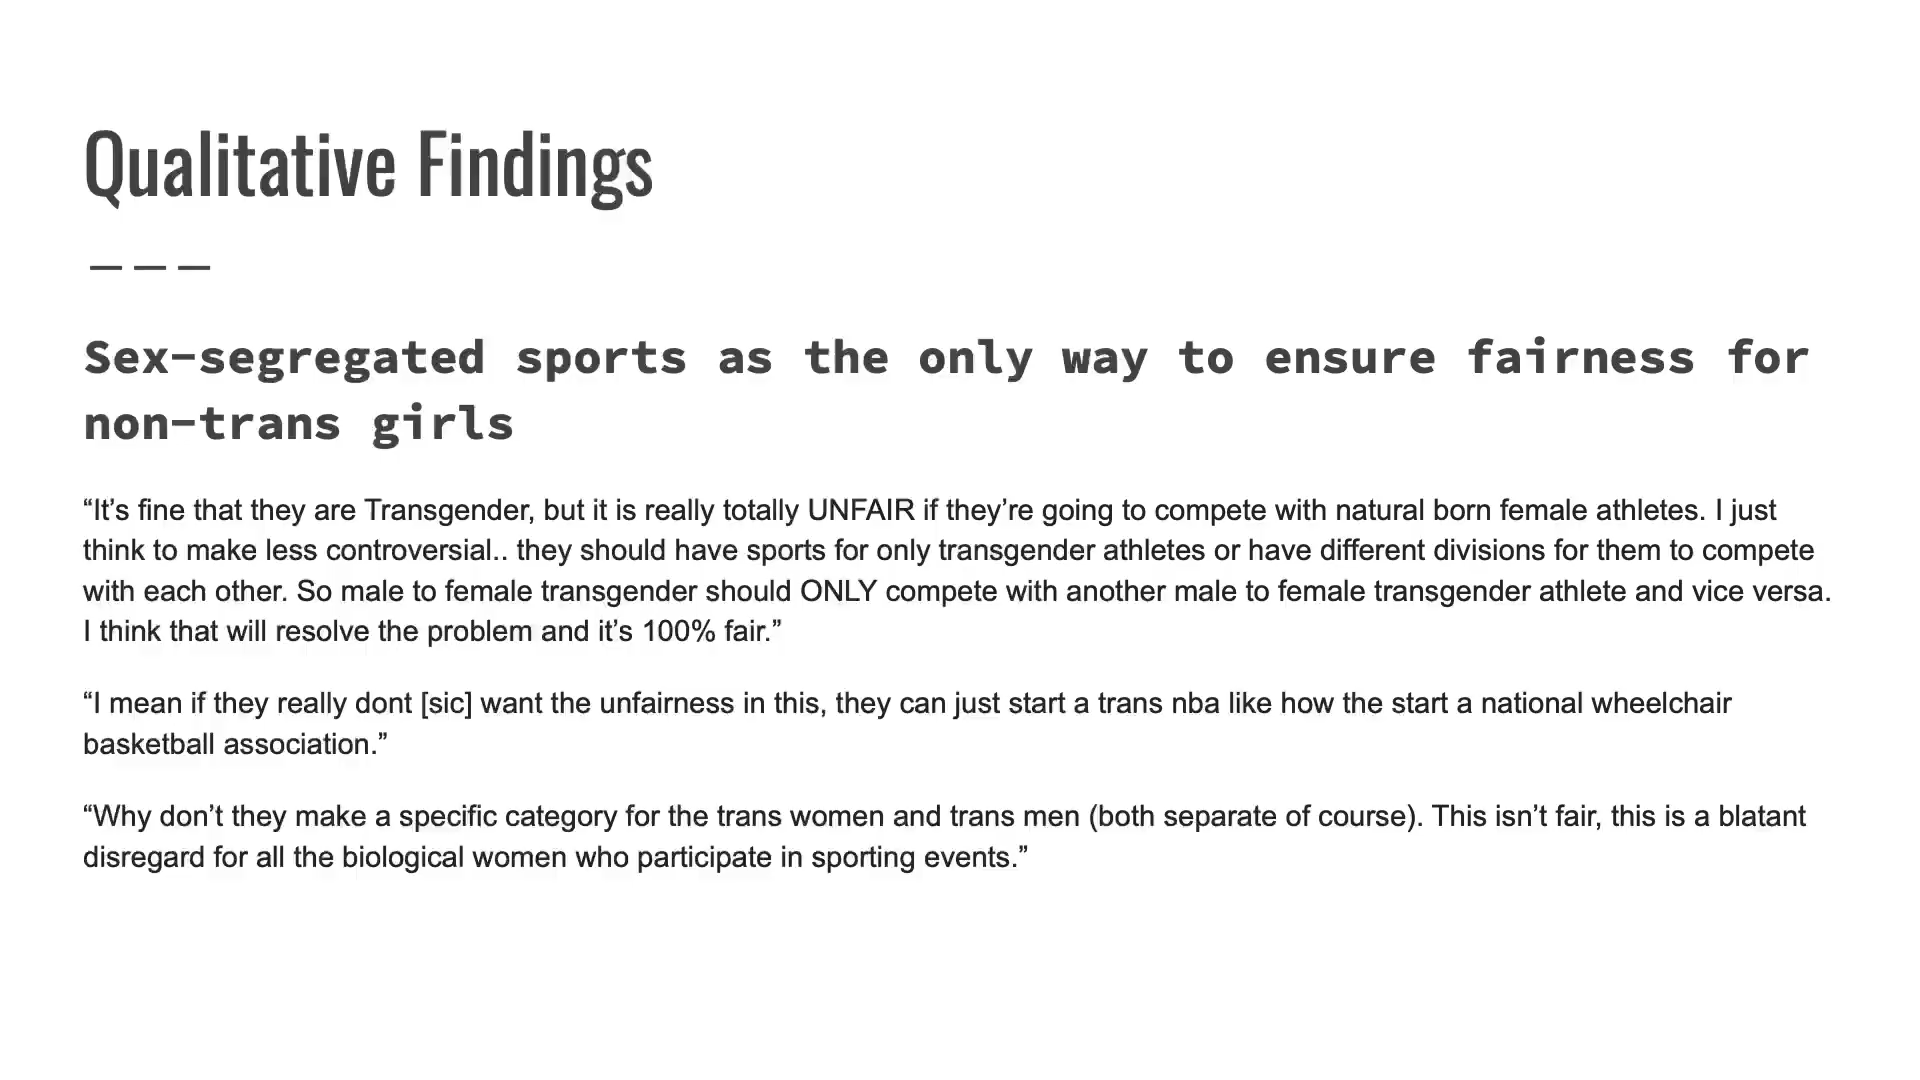 Qualitative Findings
Sex-segregated sports as the only way to ensure fairness for
non-trans girls
“It’s fine that they are Transgender, but it is really totally UNFAIR if they’re going to compete with natural born female athletes. I just
think to make less controversial.. they should have sports for only transgender athletes or have different divisions for them to compete
with each other. So male to female transgender should ONLY compete with another male to female transgender athlete and vice versa.
I think that will resolve the problem and it’s 100% fair.”
“I mean if they really dont [sic] want the unfairness in this, they can just start a trans nba like how the start a national wheelchair
basketball association.”
“Why don’t they make a specific category for the trans women and trans men (both separate of course). This isn’t fair, this is a blatant
disregard for all the biological women who participate in sporting events.”